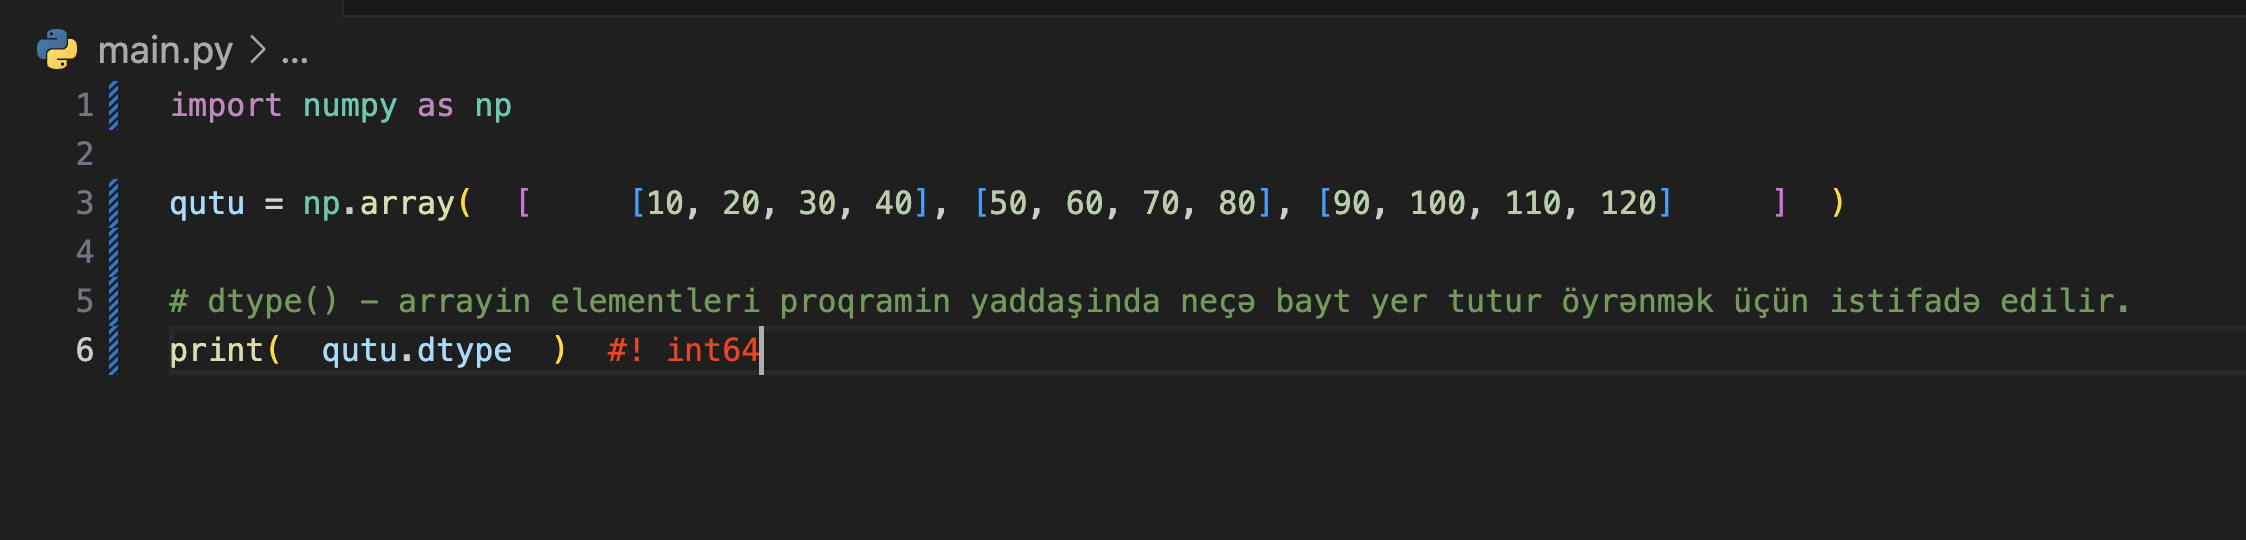 main.py > ...
1 import numpy as np
2
3 qutu = np.array(  [     [10, 20, 30, 40], [50, 60, 70, 80], [90, 100, 110, 120]     ]  )
4
5 # dtype() - arrayin elementleri proqramin yaddaşinda neçə bayt yer tutur öyrənmək üçün istifadə edilir.
6 print(  qutu.dtype  )  #! int64